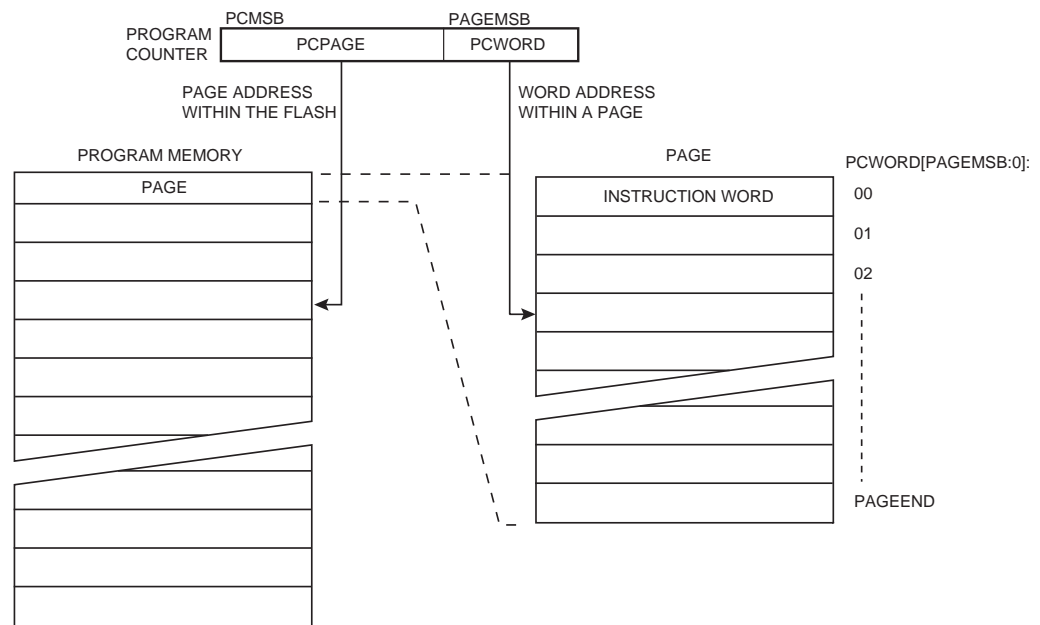 PCMSB PAGEMSB
PROGRAM
COUNTER
PCPAGE PCWORD
PAGE ADDRESS
WITHIN THE FLASH
WORD ADDRESS
WITHIN A PAGE
PROGRAM MEMORY
PAGE
PAGE
INSTRUCTION WORD
PCWORD[PAGEMSB:0]:
00
01
02
PAGEEND